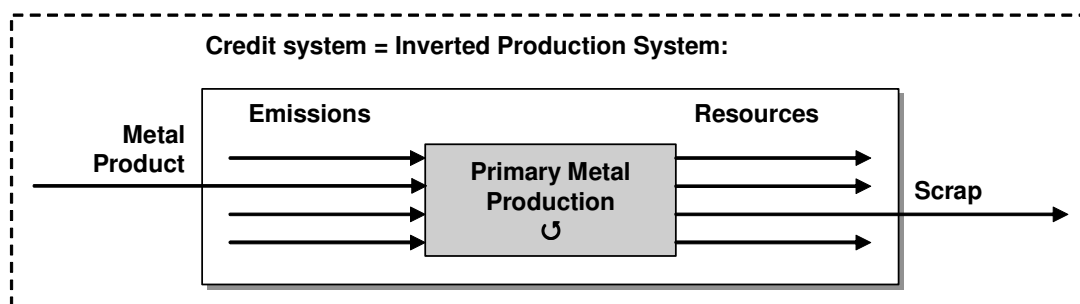 Credit system = Inverted Production System:
Emissions
Resources
Metal
Product
Primary Metal
Production
↺
Scrap